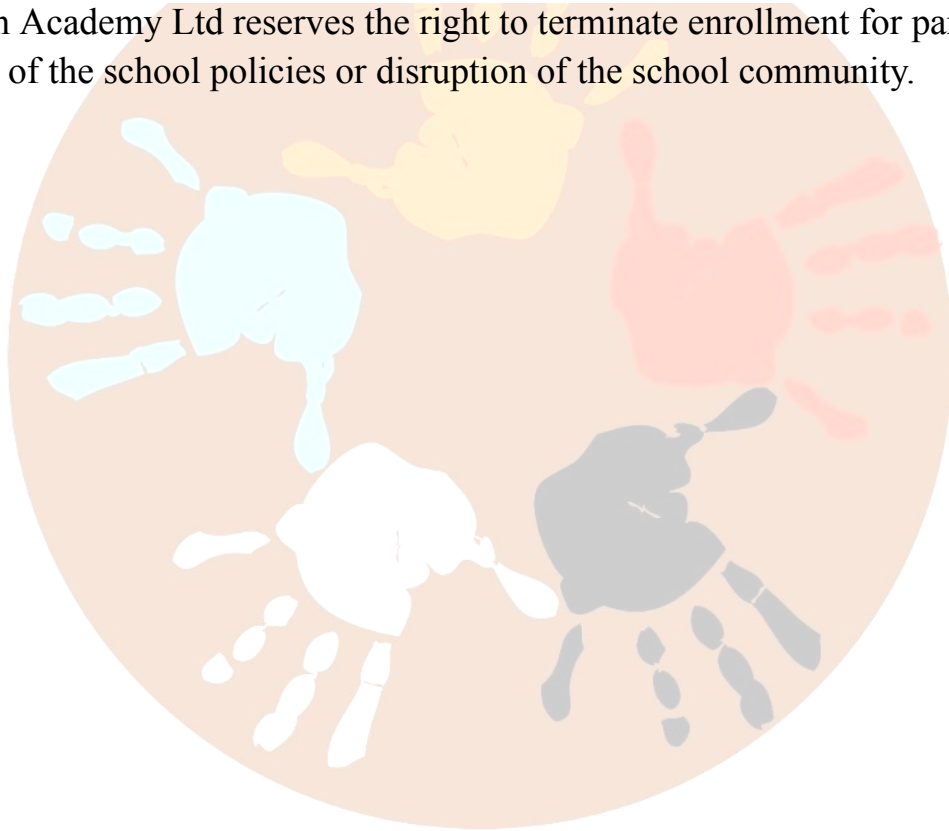 Academy Ltd reserves the right to terminate enrollment for
of the school policies or disruption of the school community.